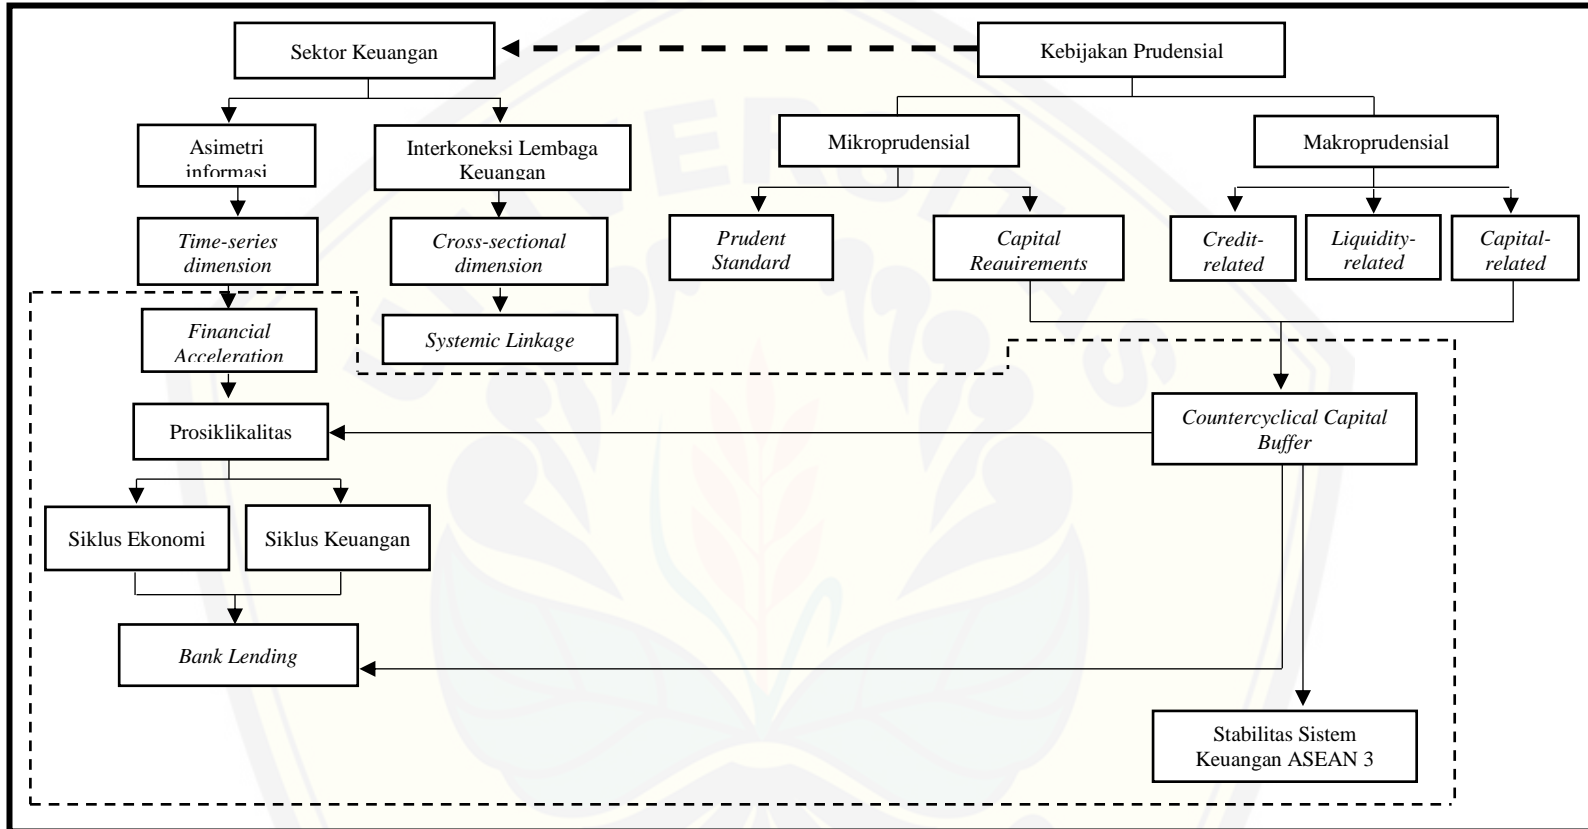 Sektor Keuangan
Kebijakan Prudensial
Asimetri
informasi
Interkoneksi Lembaga
Keuangan
Mikroprudensial
Makroprudensial
Time-series
dimension
Cross-sectional
dimension
Prudent
Standard
Capital
Reauirements
Credit-
related
Liquidity-
related
Capital-
related
Financial
Acceleration
Systemic Linkage
Prosiklikalitas
Countercyclical Capital
Buffer
Siklus Ekonomi
Siklus Keuangan
Bank Lending
Stabilitas Sistem
Keuangan ASEAN 3
UNIVERSITAS